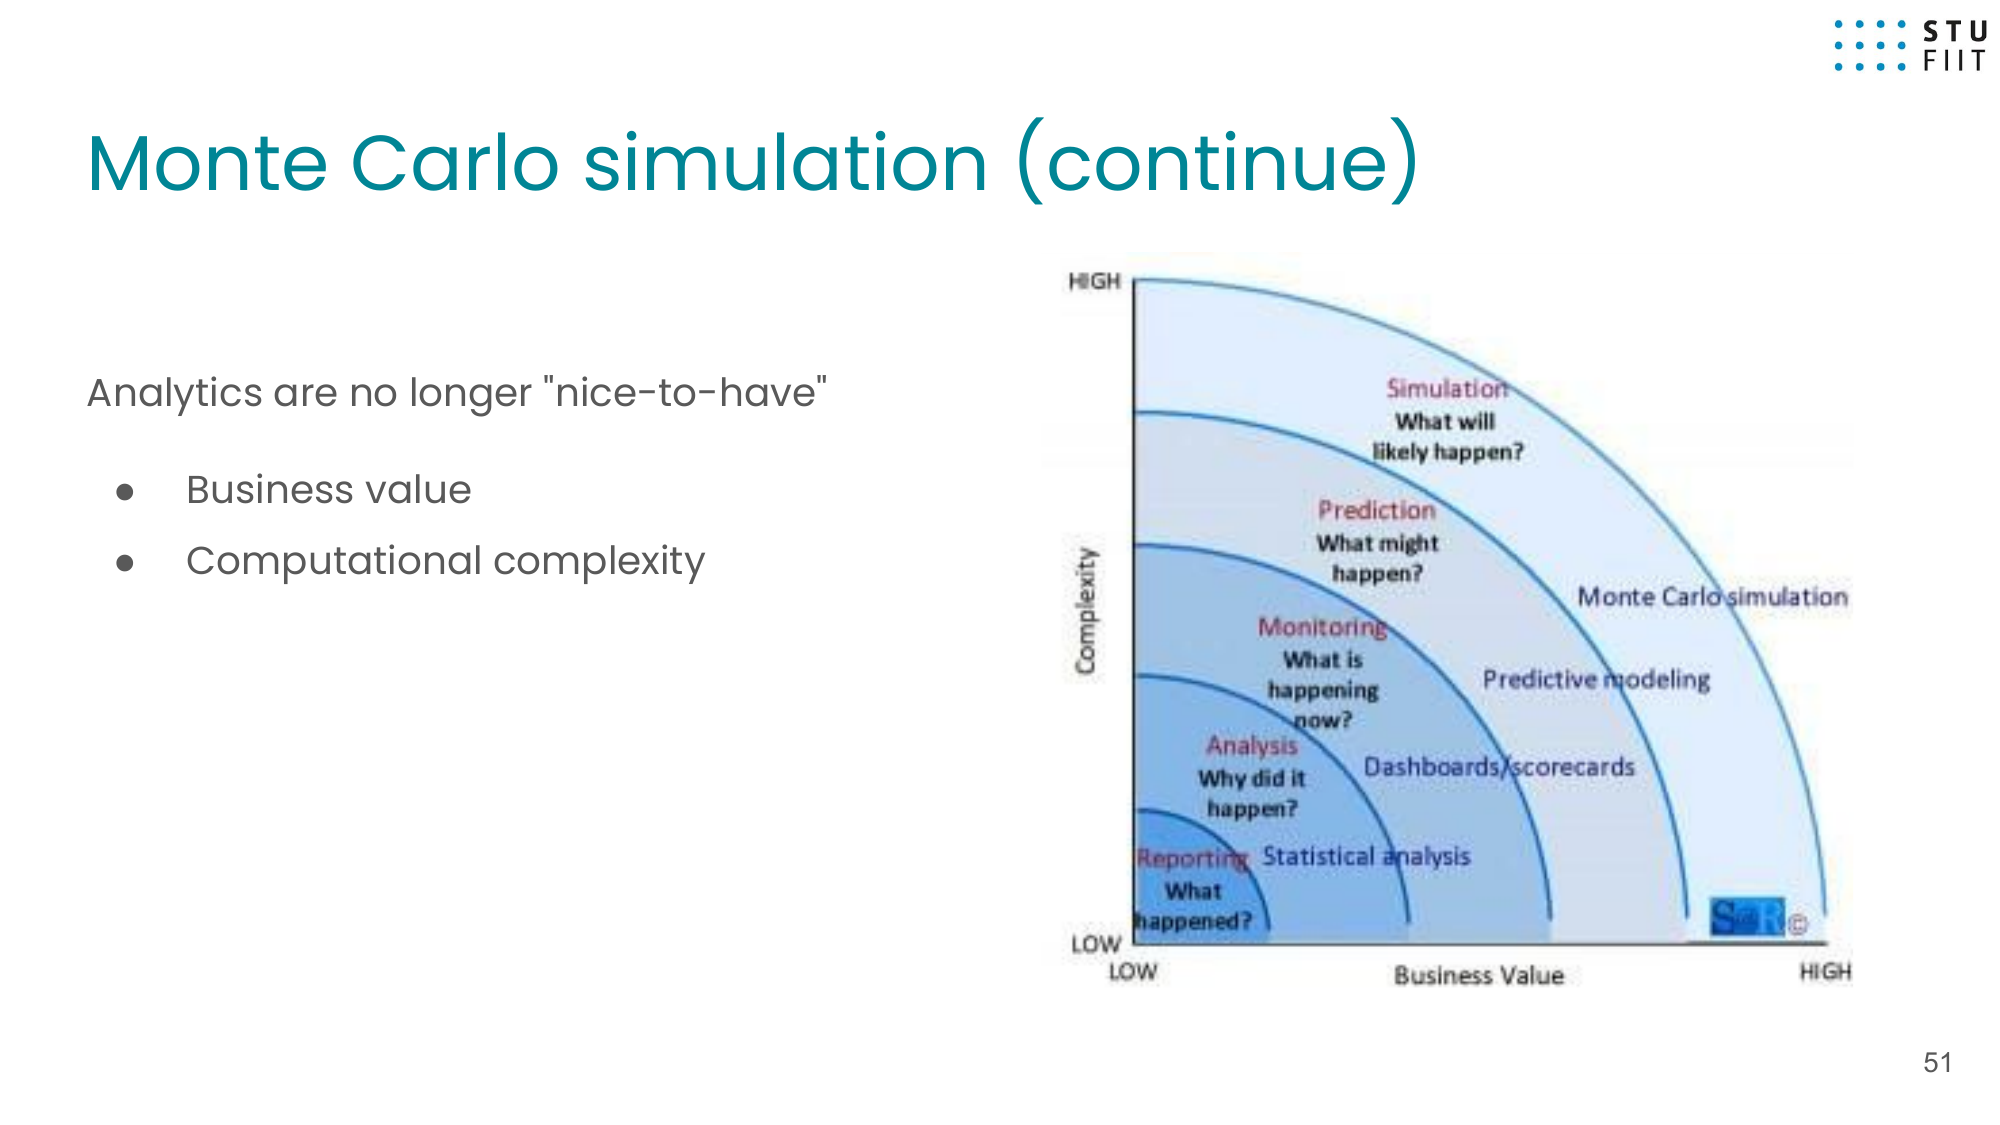 STU
FIIT
Monte Carlo simulation (continue)
Analytics are no longer "nice-to-have"
● Business value
● Computational complexity
HIGH
Simulation
What will
likely happen?
Prediction
What might
happen?
Complexity
Monte Carlo simulation
Monitoring
What is
happening
now?
Predictive modeling
Analysis
Why did it
happen?
Dashboards/scorecards
Reporting
What
happened?
Statistical analysis
©
LOW
LOW
Business Value
HIGH
51